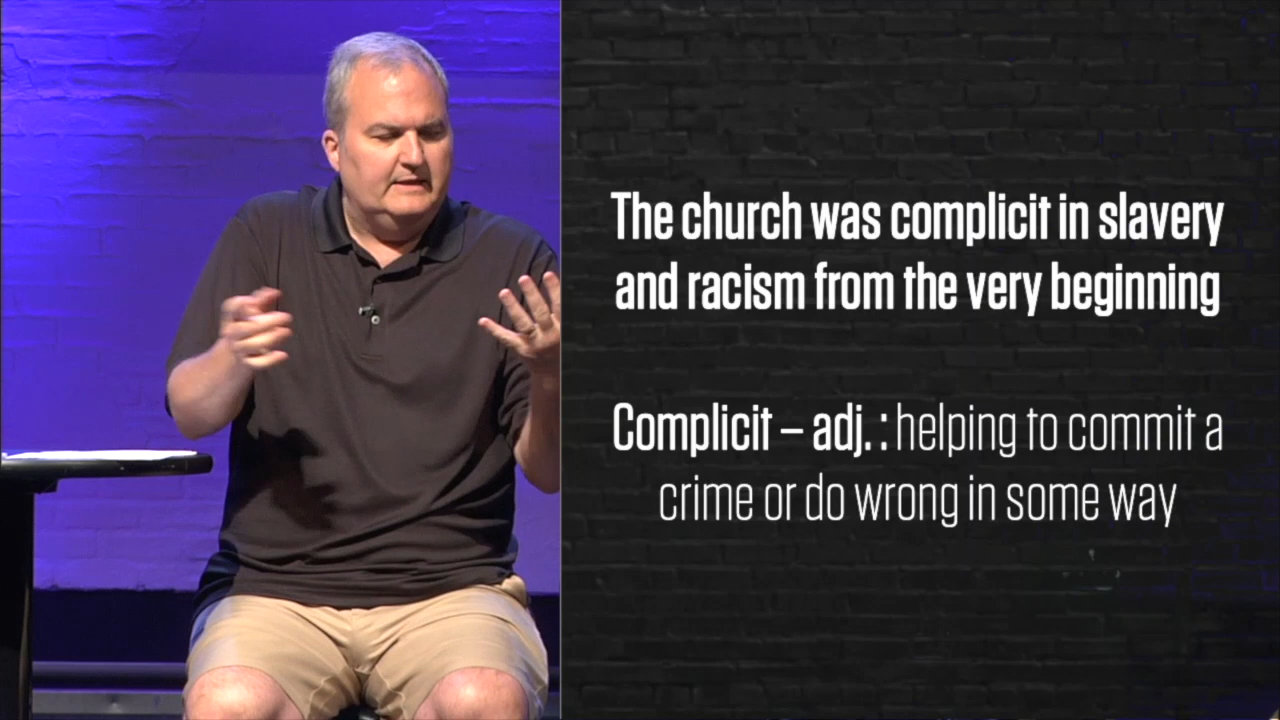 The church was complicit in slavery
and racism from the very beginning
Complicit – adj. : helping to commit a
crime or do wrong in some way